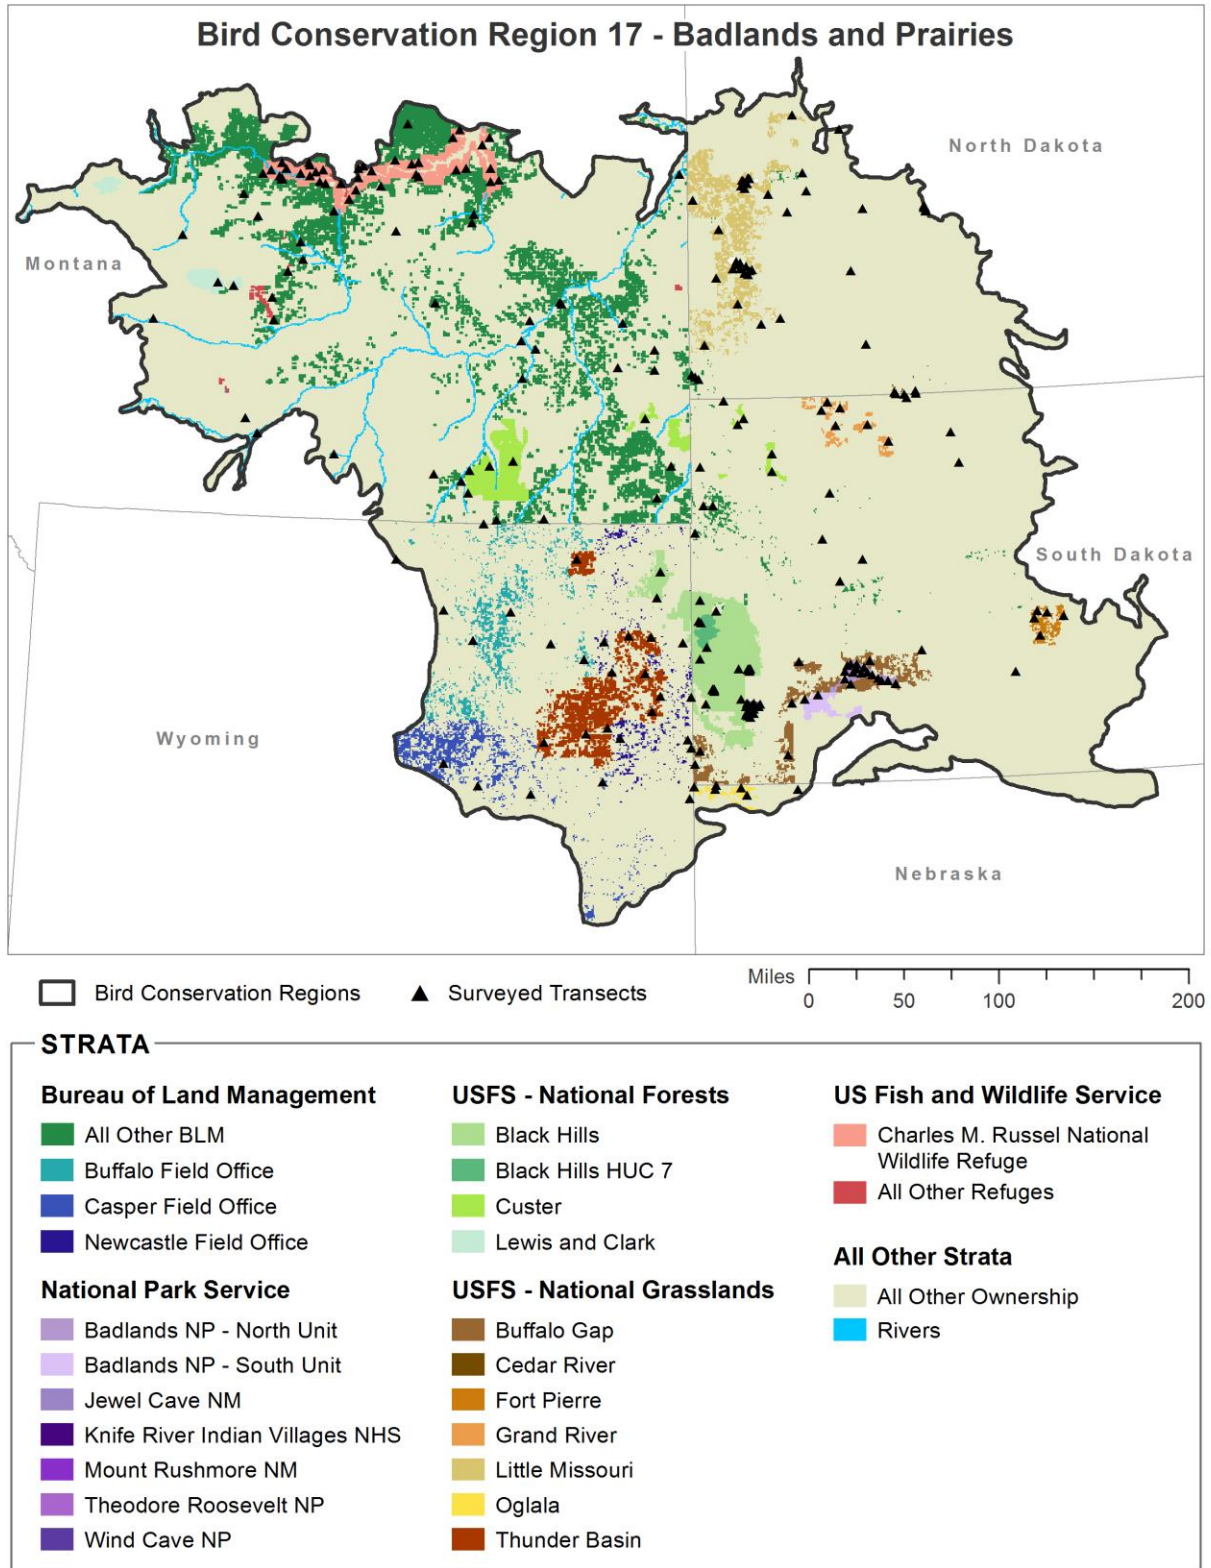 Bird Conservation Region 17 - Badlands and Prairies
North Dakota
Montana
South Dakota
Wyoming
Nebraska
Bird Conservation Regions
Surveyed Transects
Miles
0 50 100 200
STRATA
Bureau of Land Management
All Other BLM
Buffalo Field Office
Casper Field Office
Newcastle Field Office
National Park Service
Badlands NP - North Unit
Badlands NP - South Unit
Jewel Cave NM
Knife River Indian Villages NHS
Mount Rushmore NM
Theodore Roosevelt NP
Wind Cave NP
USFS - National Forests
Black Hills
Black Hills HUC 7
Custer
Lewis and Clark
USFS - National Grasslands
Buffalo Gap
Cedar River
Fort Pierre
Grand River
Little Missouri
Oglala
Thunder Basin
US Fish and Wildlife Service
Charles M. Russel National
Wildlife Refuge
All Other Refuges
All Other Strata
All Other Ownership
Rivers